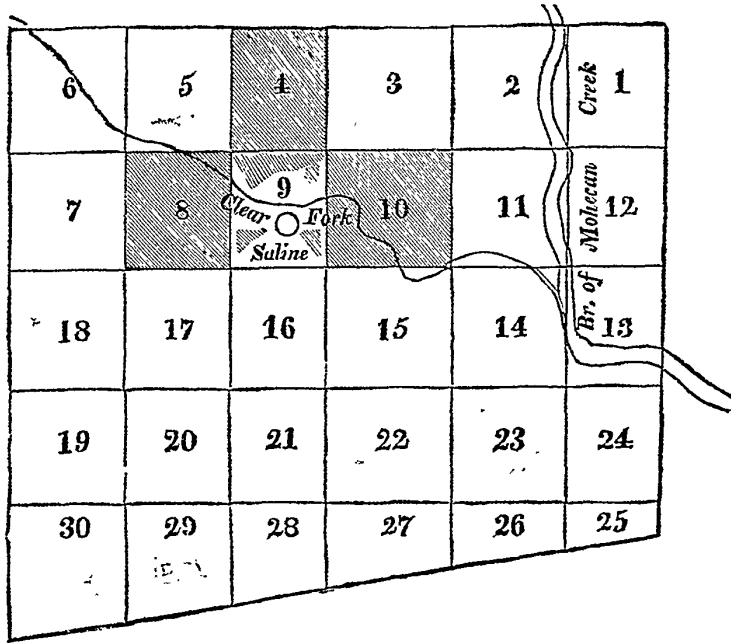 6 5 4 3 2 1
Creek
7 8 9 10 11 12
Clear Fork
Saline
Br. of Mohecan
18 17 16 15 14 13
19 20 21 22 23 24
30 29 28 27 26 25